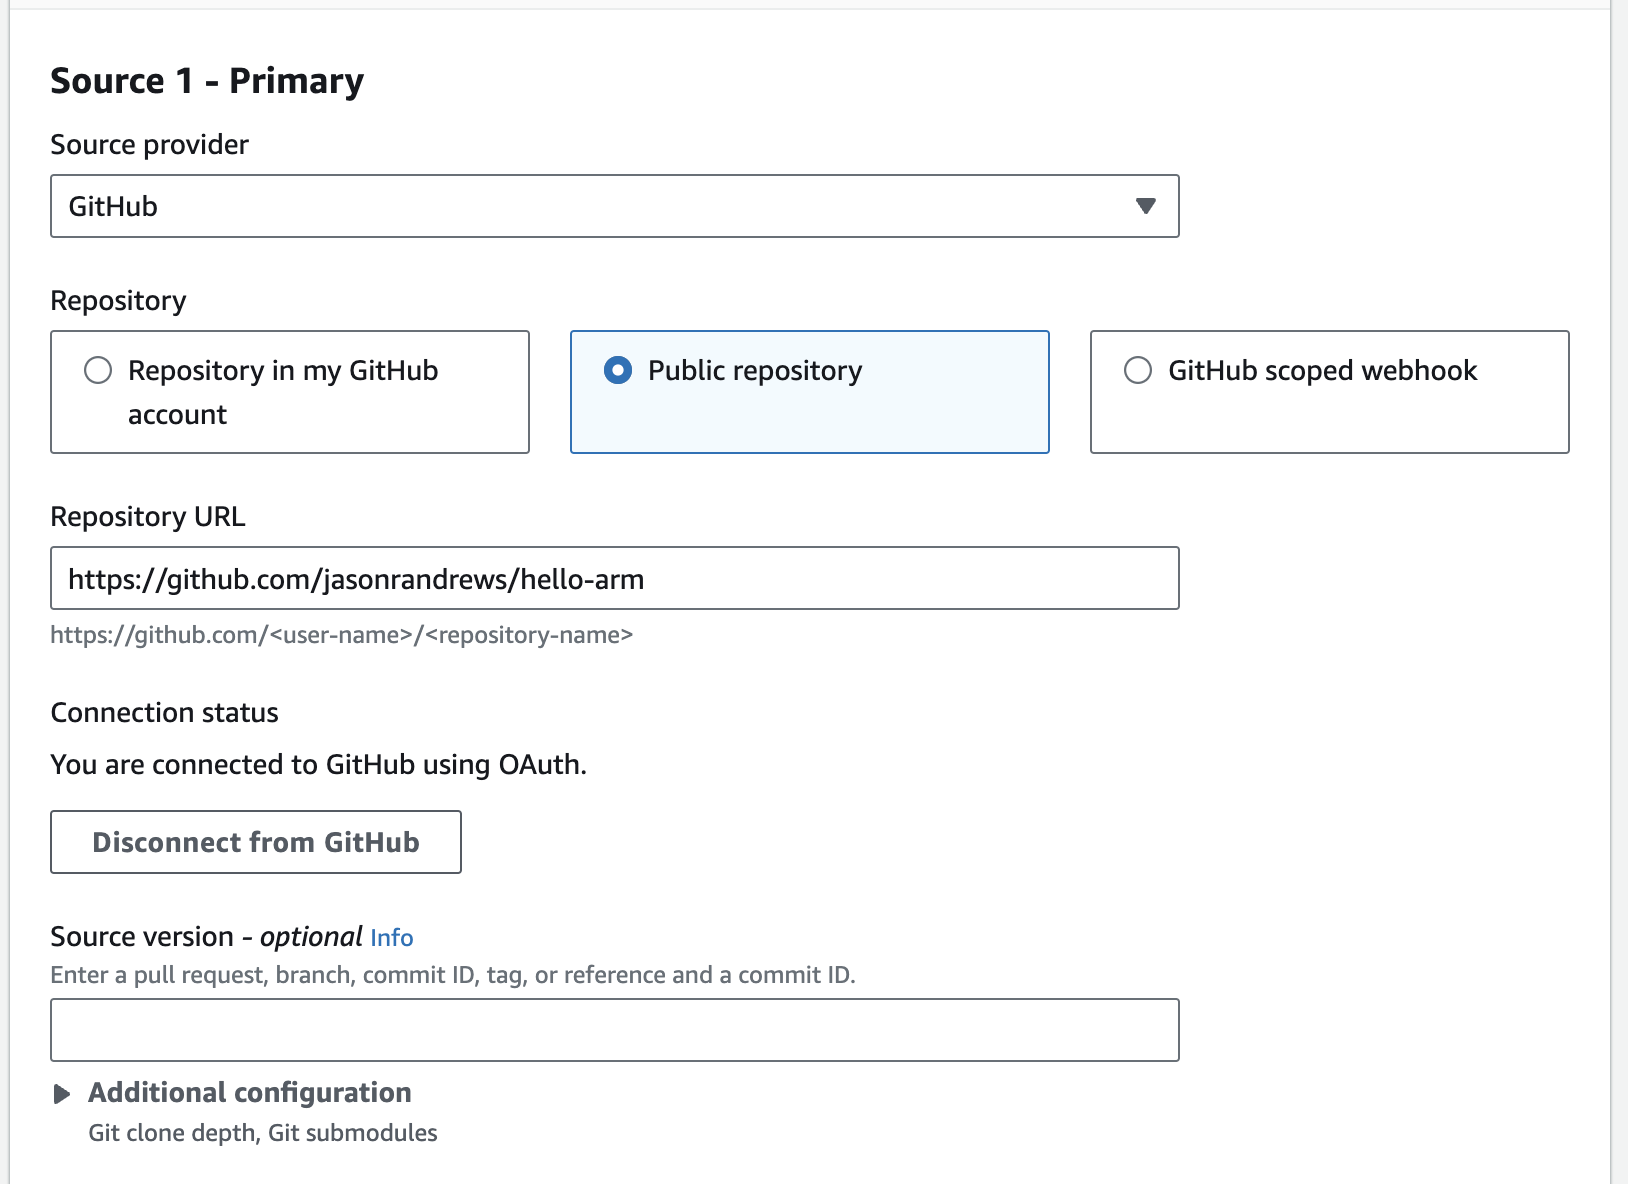 Source 1 - Primary
Source provider
GitHub
Repository
Repository in my GitHub
account
Public repository
GitHub scoped webhook
Repository URL
https://github.com/jasonrandrews/hello-arm
https://github.com/<user-name>/<repository-name>
Connection status
You are connected to GitHub using OAuth.
Disconnect from GitHub
Source version - optional Info
Enter a pull request, branch, commit ID, tag, or reference and a commit ID.
Additional configuration
Git clone depth, Git submodules